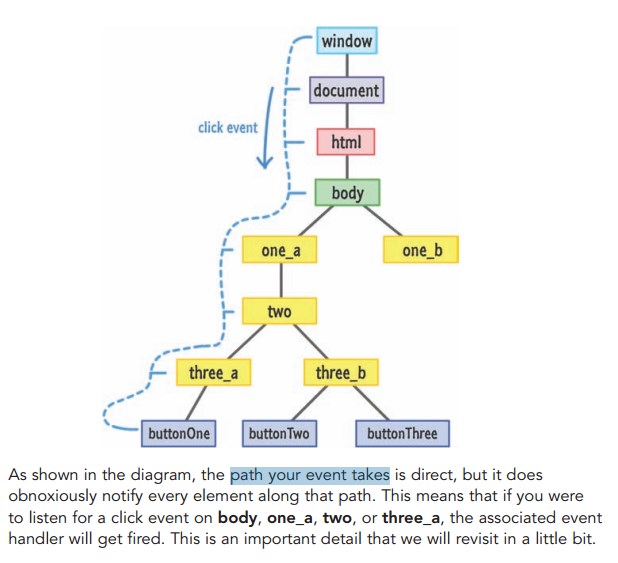 window
document
click event
html
body
one_a
one_b
two
three_a
three_b
buttonOne
buttonTwo
buttonThree
As shown in the diagram, the path your event takes is direct, but it does
obnoxiously notify every element along that path. This means that if you were
to listen for a click event on body, one_a, two, or three_a, the associated event
handler will get fired. This is an important detail that we will revisit in a little bit.